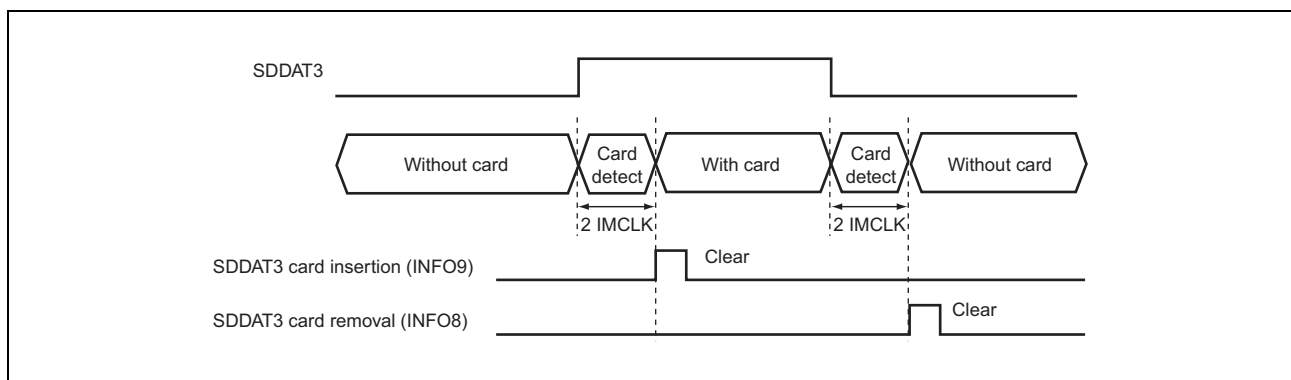 SDDAT3
Without card
Card
detect
With card
Card
detect
Without card
2 IMCLK
2 IMCLK
SDDAT3 card insertion (INFO9)
Clear
SDDAT3 card removal (INFO8)
Clear